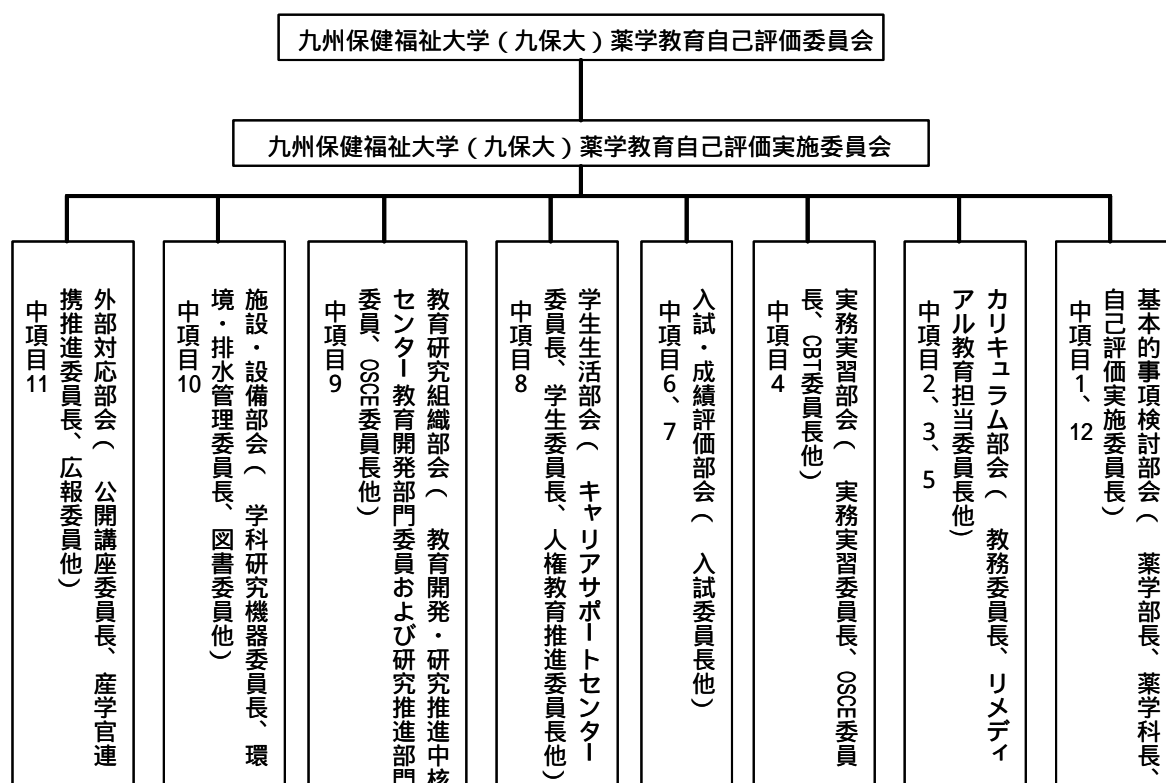 九州保健福祉大学(九保大)薬学教育自己評価委員会
九州保健福祉大学(九保大)薬学教育自己評価実施委員会
基本的事項検討部会( 薬学部長、薬学科長、
自己評価実施委員長)
中項目1、12
カリキュラム部会( 教務委員長、リメディ
アル教育担当委員長他)
中項目2、3、5
実務実習部会( 実務実習委員長、OSCE委員
長、CBT委員長他)
中項目4
入試・成績評価部会( 入試委員長他)
中項目6、7
学生生活部会( キャリアサポートセンター
委員長、学生委員長、人権教育推進委員長他)
中項目8
教育研究組織部会( 教育開発・研究推進中核
センター教育開発部門委員および研究推進部門
委員、OSCE委員長他)
中項目9
施設・設備部会( 学科研究機器委員長、環
境・排水管理委員長、図書委員他)
中項目10
外部対応部会( 公開講座委員長、産学官連
携推進委員長、広報委員他)
中項目11